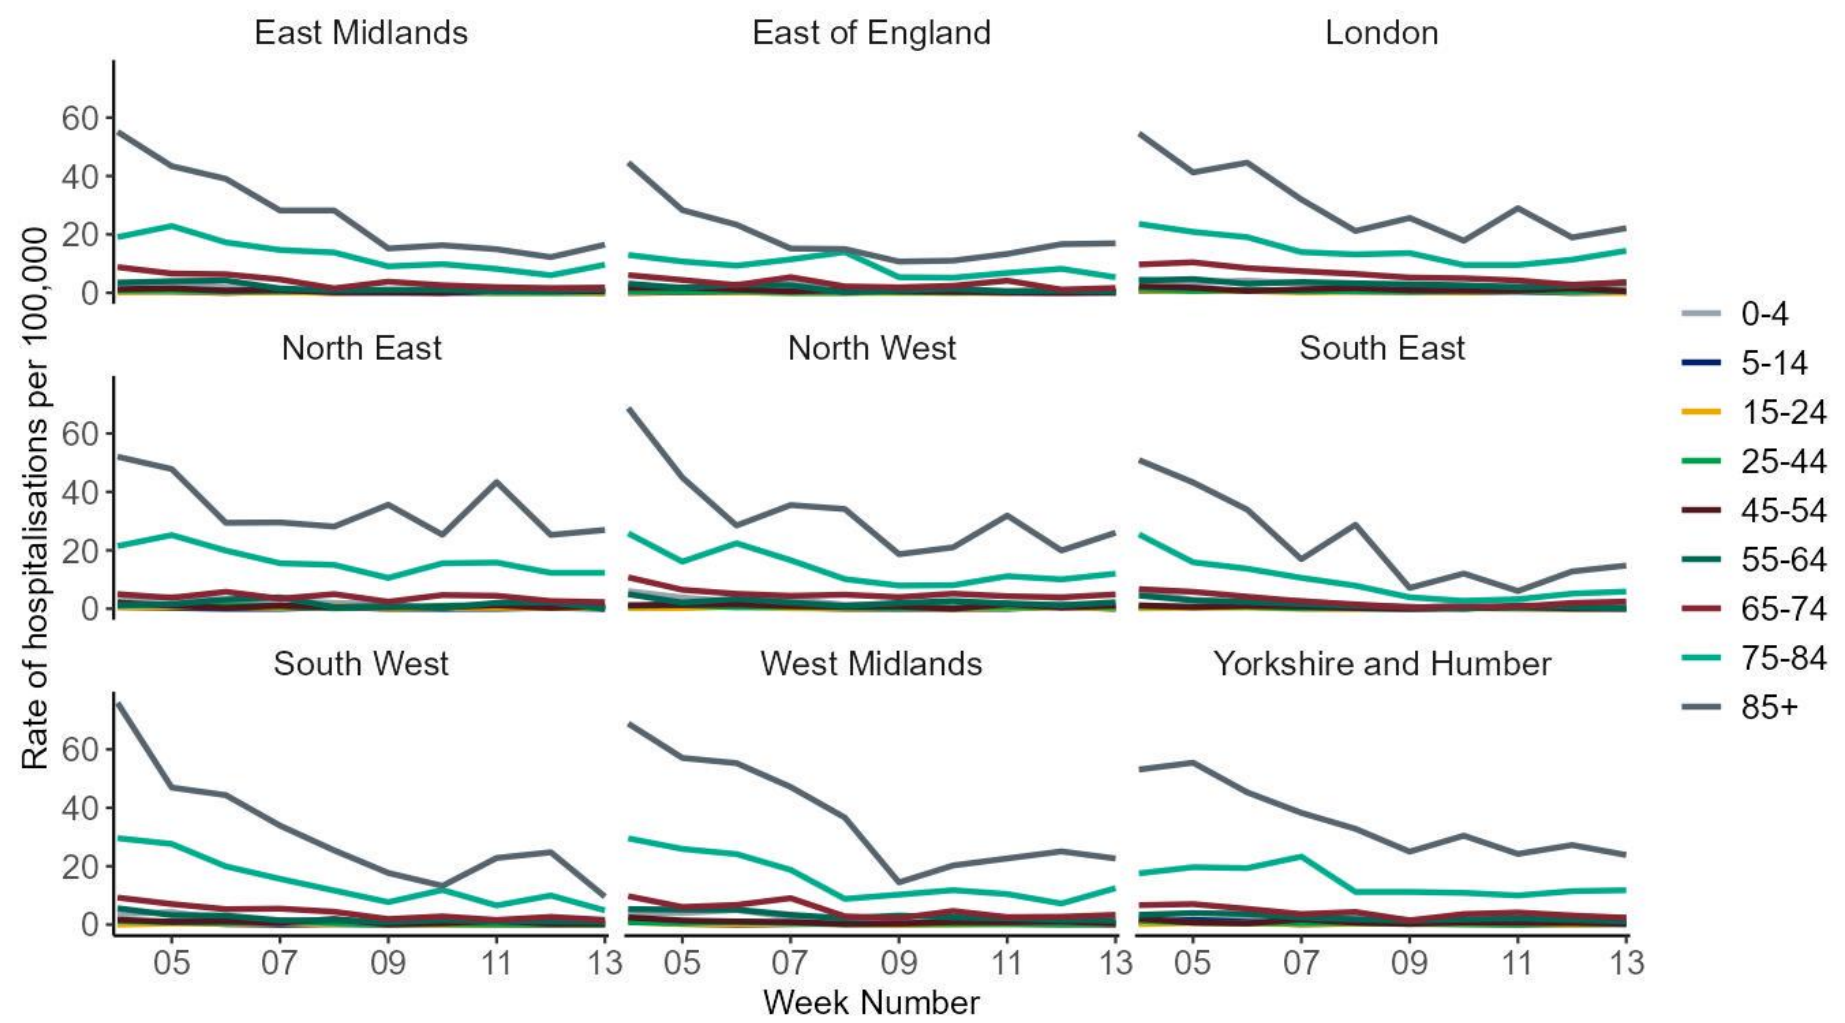 East Midlands
East of England
London
60
40
20
0
North East
North West
South East
60
40
20
0
South West
West Midlands
Yorkshire and Humber
60
40
20
0
05 07 09 11 13
05 07 09 11 13
05 07 09 11 13
Week Number
Rate of hospitalisations per 100,000
0-4
5-14
15-24
25-44
45-54
55-64
65-74
75-84
85+